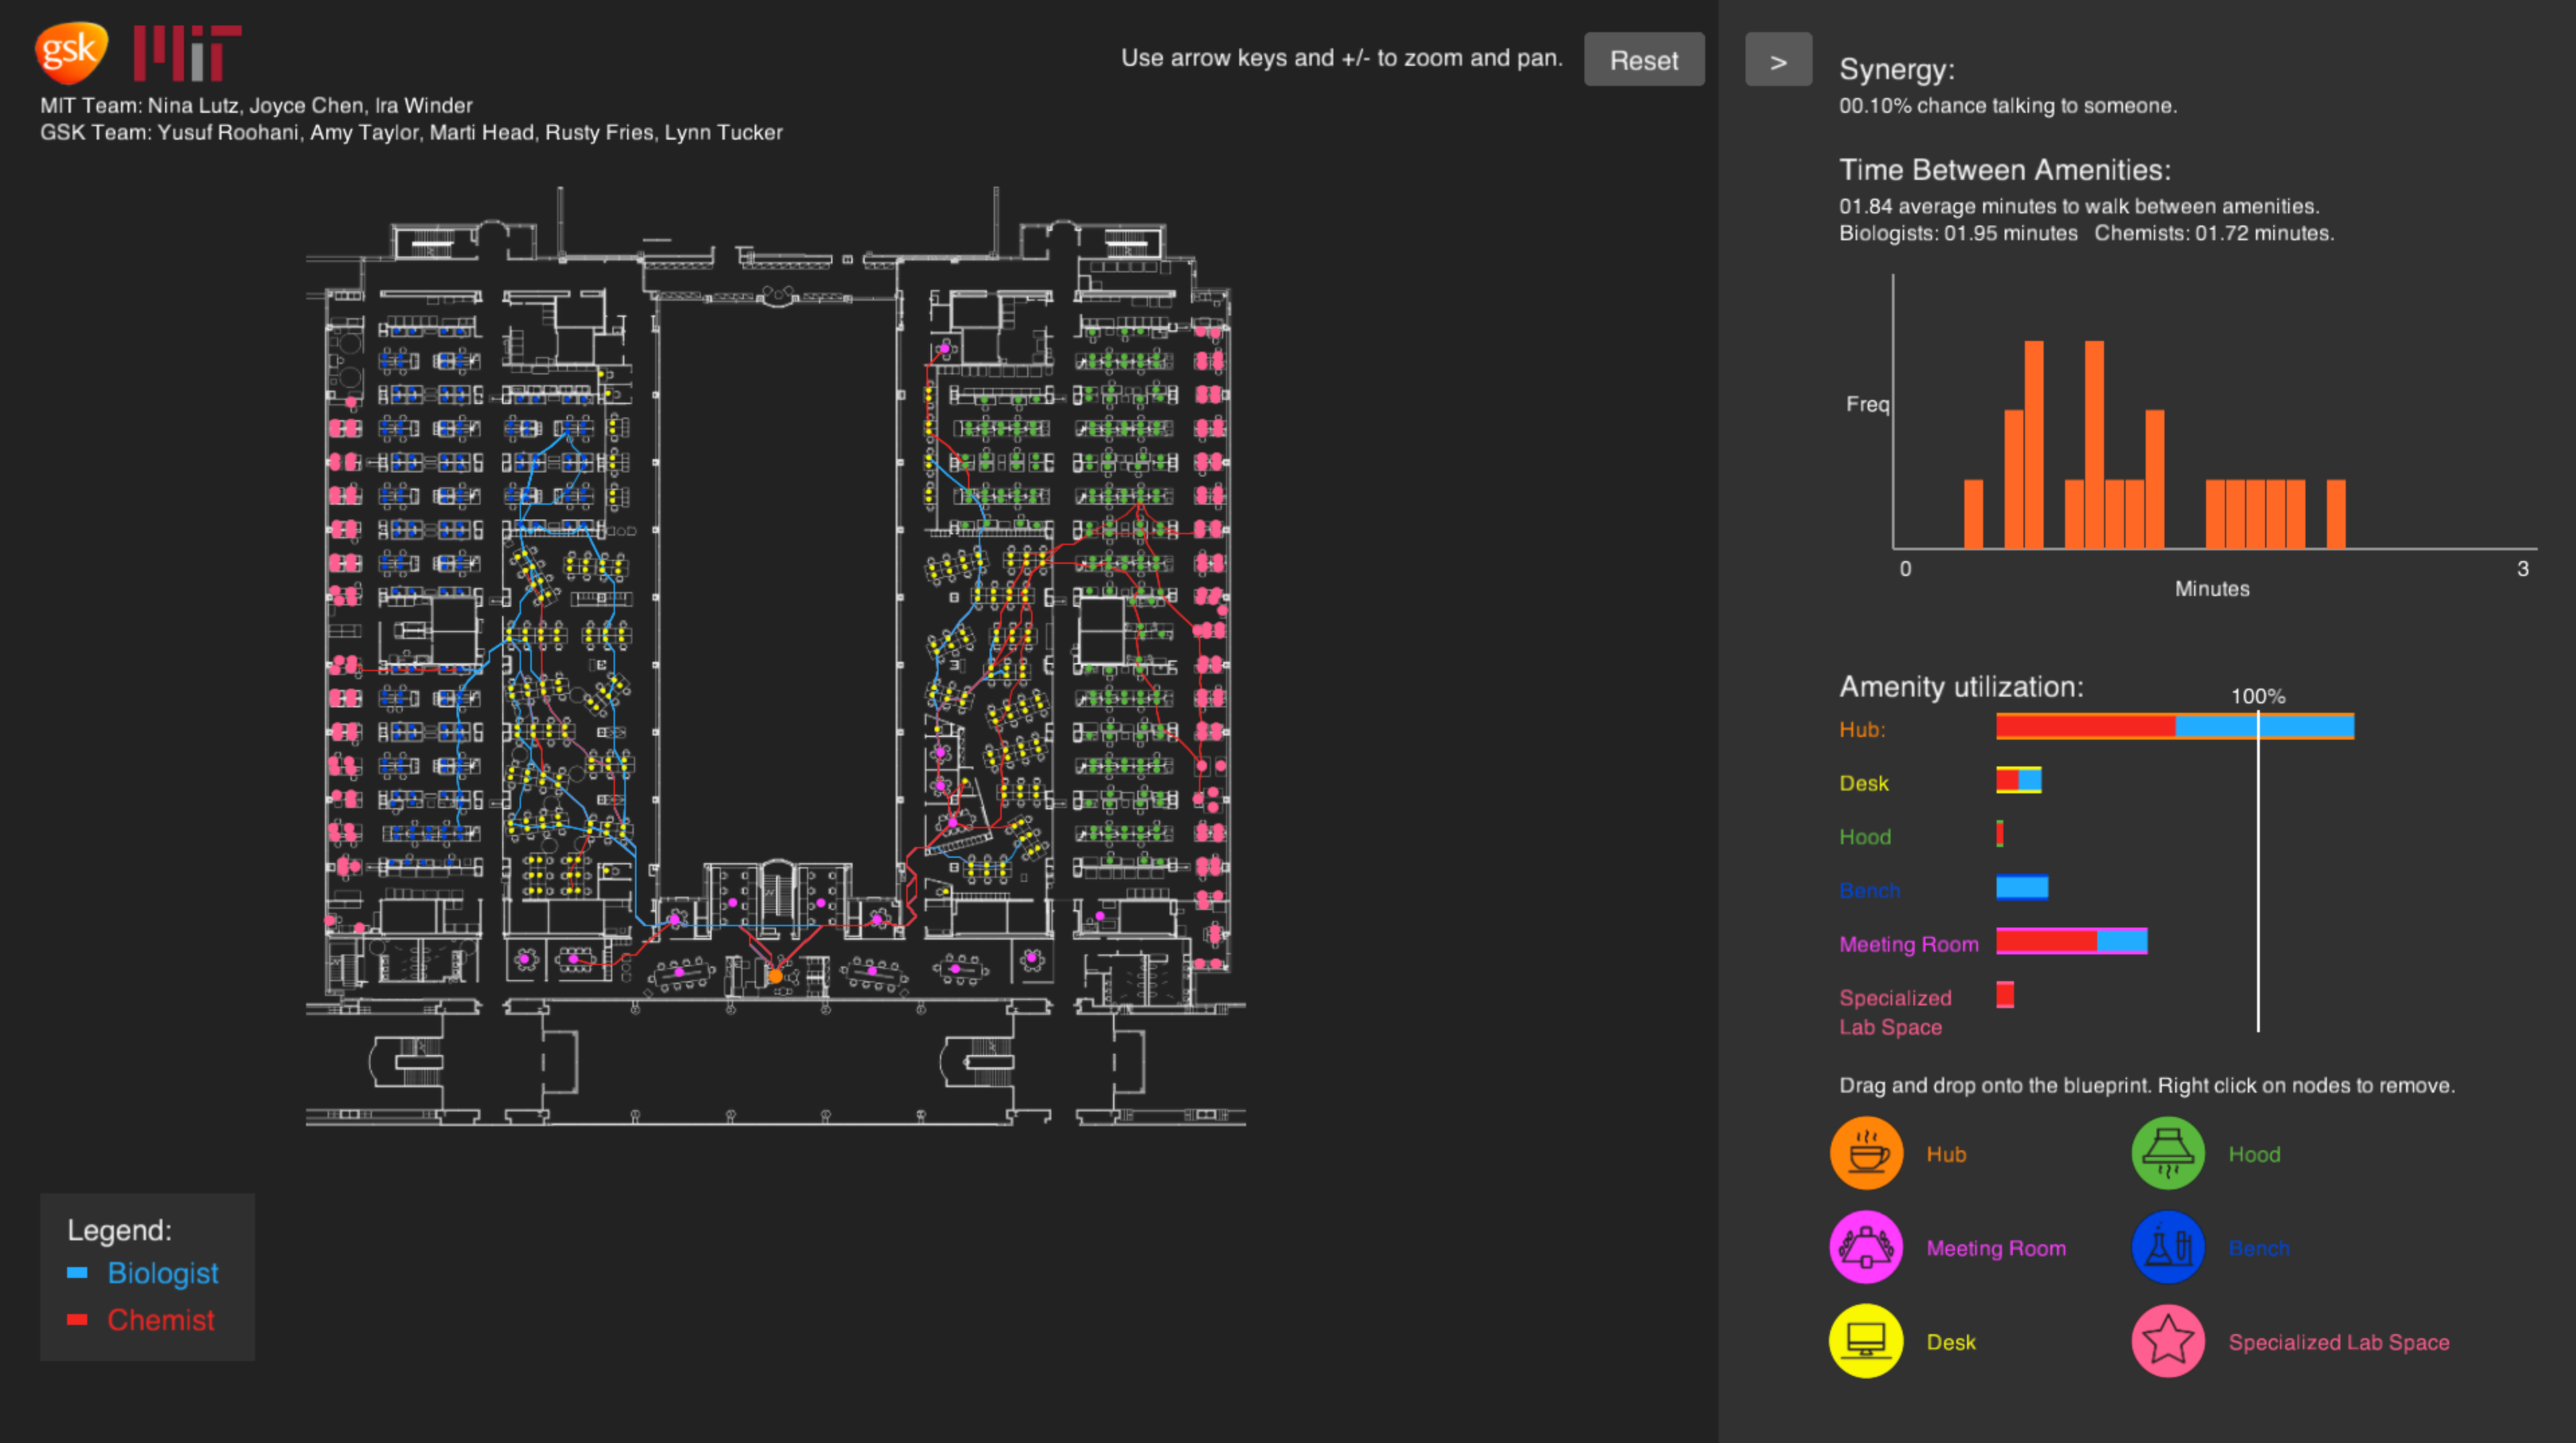 gsk MIT
MIT Team: Nina Lutz, Joyce Chen, Ira Winder
GSK Team: Yusuf Roohani, Amy Taylor, Marti Head, Rusty Fries, Lynn Tucker
Use arrow keys and +/- to zoom and pan.
Reset
>
Synergy:
00.10% chance talking to someone.
Time Between Amenities:
01.84 average minutes to walk between amenities.
Biologists: 01.95 minutes Chemists: 01.72 minutes.
Freq
0
3
Minutes
Amenity utilization:
100%
Hub:
Desk
Hood
Bench
Meeting Room
Specialized
Lab Space
Drag and drop onto the blueprint. Right click on nodes to remove.
Hub
Hood
Meeting Room
Bench
Desk
Specialized Lab Space
Legend:
Biologist
Chemist